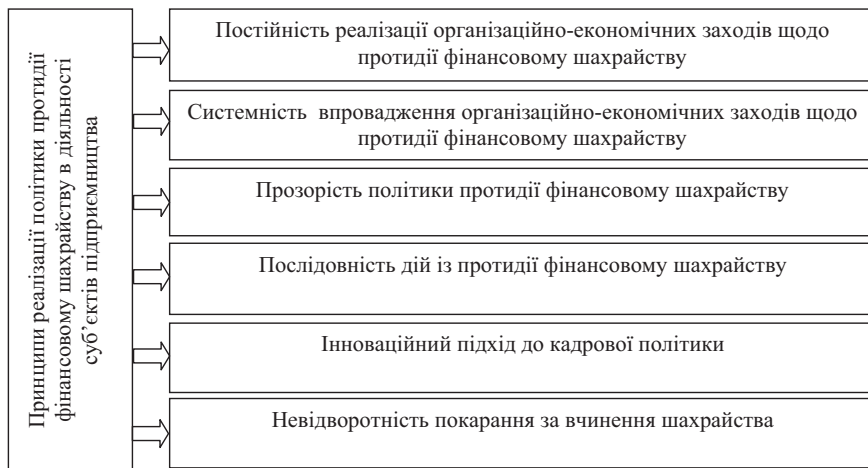 Принципи реалізації політики протидії
фінансовому шахрайству в діяльності
суб’єктів підприємництва
Постійність реалізації організаційно-економічних заходів щодо
протидії фінансовому шахрайству
Системність впровадження організаційно-економічних заходів щодо
протидії фінансовому шахрайству
Прозорість політики протидії фінансовому шахрайству
Послідовність дій із протидії фінансовому шахрайству
Інноваційний підхід до кадрової політики
Невідворотність покарання за вчинення шахрайства